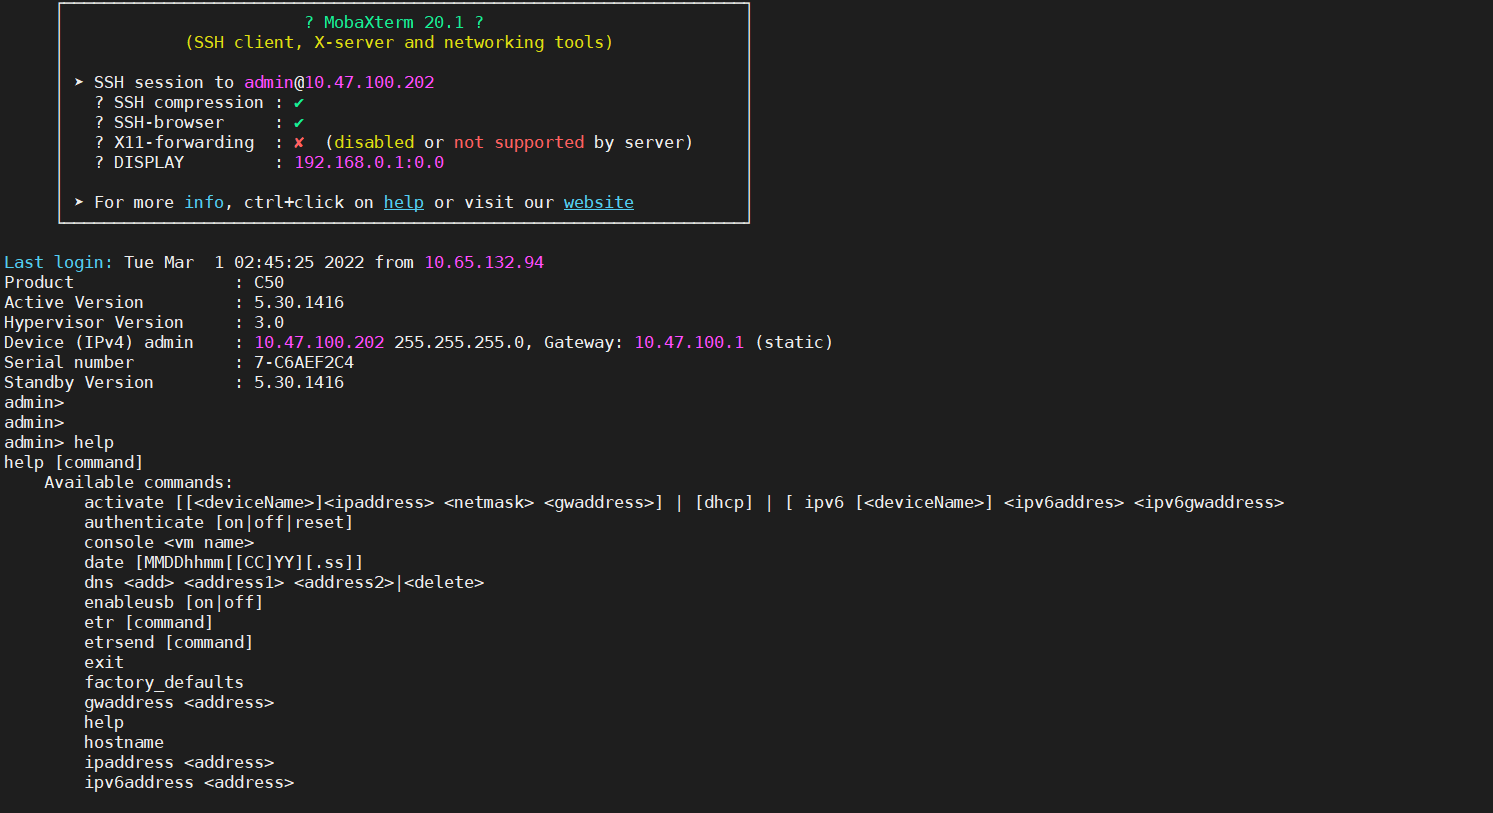 ? MobaXterm 20.1 ?
(SSH client, X-server and networking tools)
➤ SSH session to admin@10.47.100.202
? SSH compression : ✔
? SSH-browser     : ✔
? X11-forwarding  : ✘  (disabled or not supported by server)
? DISPLAY         : 192.168.0.1:0.0
➤ For more info, ctrl+click on help or visit our website
Last login: Tue Mar  1 02:45:25 2022 from 10.65.132.94
Product                : C50
Active Version         : 5.30.1416
Hypervisor Version     : 3.0
Device (IPv4) admin    : 10.47.100.202 255.255.255.0, Gateway: 10.47.100.1 (static)
Serial number          : 7-C6AEF2C4
Standby Version        : 5.30.1416
admin>
admin>
admin> help
help [command]
Available commands:
activate [[<deviceName>]<ipaddress> <netmask> <gwaddress>] | [dhcp] | [ ipv6 [<deviceName>] <ipv6addres> <ipv6gwaddress>
authenticate [on|off|reset]
console <vm name>
date [MMDDhhmm[[CC]YY][.ss]]
dns <add> <address1> <address2>|<delete>
enableusb [on|off]
etr [command]
etrsend [command]
exit
factory_defaults
gwaddress <address>
help
hostname
ipaddress <address>
ipv6address <address>